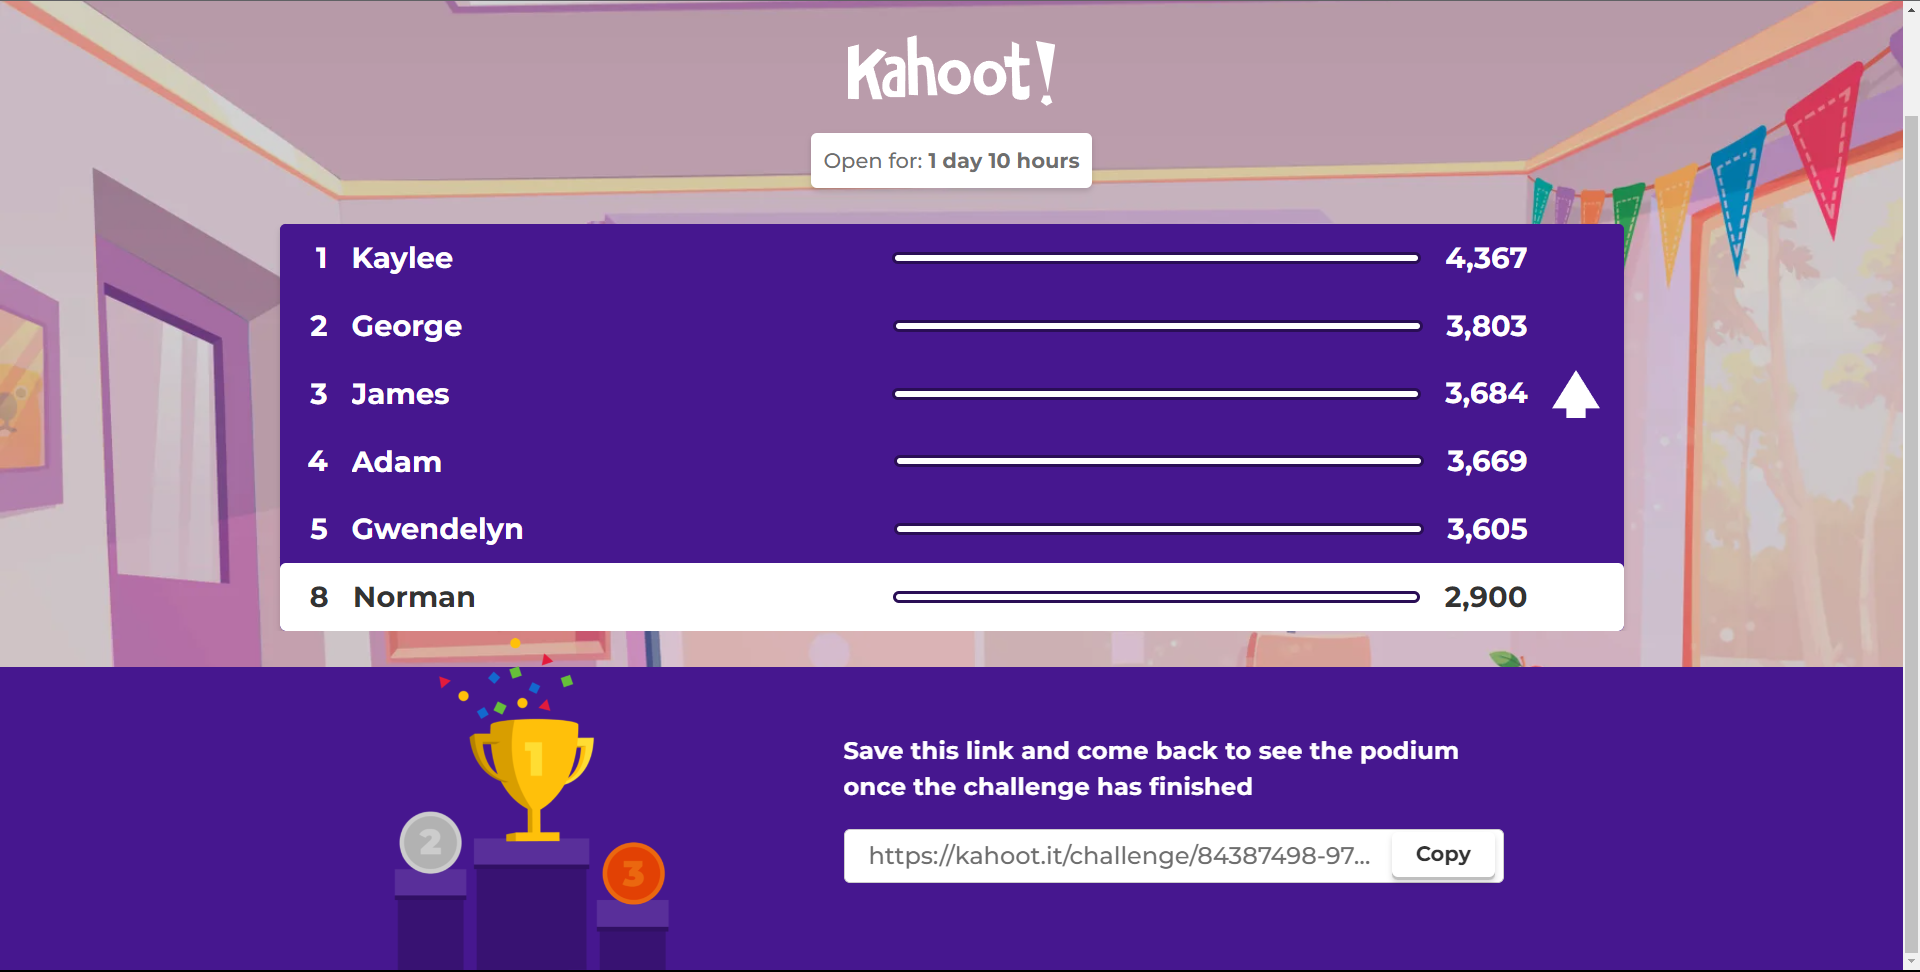 Kahoot!
Open for: 1 day 10 hours
1 Kaylee 4,367
2 George 3,803
3 James 3,684
4 Adam 3,669
5 Gwendelyn 3,605
8 Norman 2,900
1
2
3
Save this link and come back to see the podium
once the challenge has finished
https://kahoot.it/challenge/84387498-97... Copy